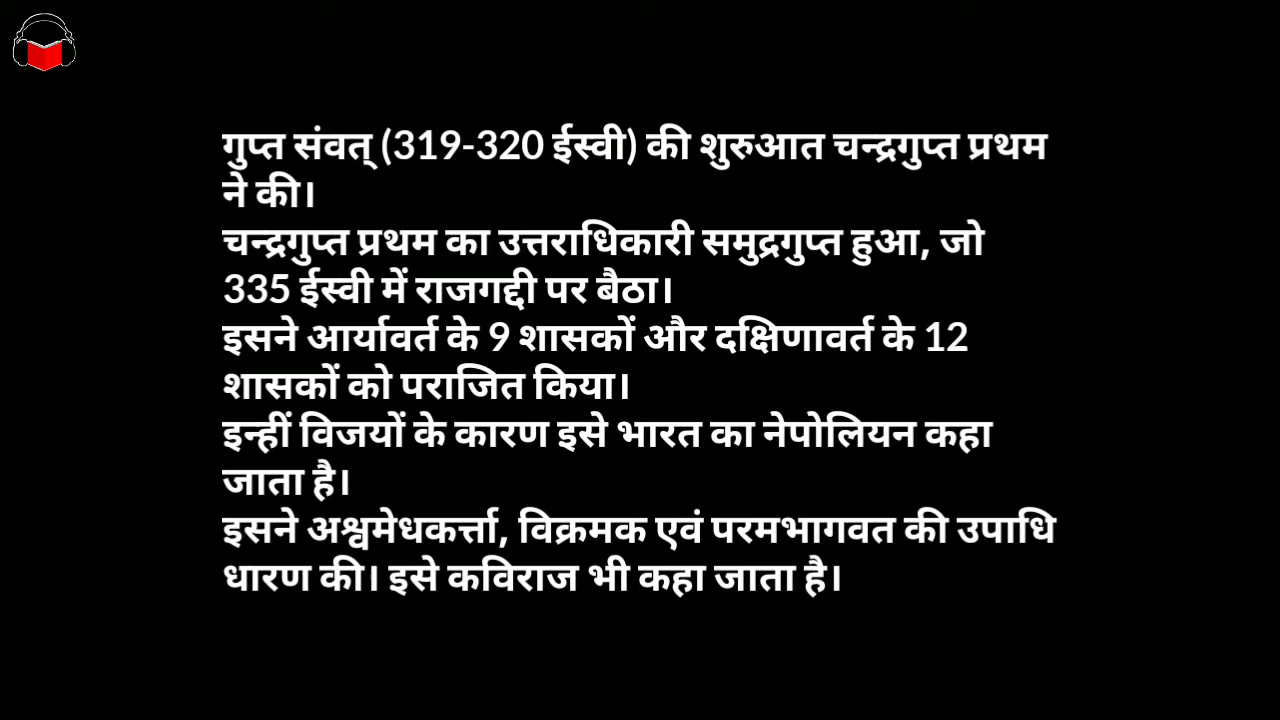 गुप्त संवत् (319-320 ईस्वी) की शुरुआत चन्द्रगुप्त प्रथम
ने की।
चन्द्रगुप्त प्रथम का उत्तराधिकारी समुद्रगुप्त हुआ, जो
335 ईस्वी में राजगद्दी पर बैठा।
इसने आर्यावर्त के 9 शासकों और दक्षिणावर्त के 12
शासकों को पराजित किया।
इन्हीं विजयों के कारण इसे भारत का नेपोलियन कहा
जाता है।
इसने अश्वमेधकर्त्ता, विक्रमक एवं परमभागवत की उपाधि
धारण की। इसे कविराज भी कहा जाता है।